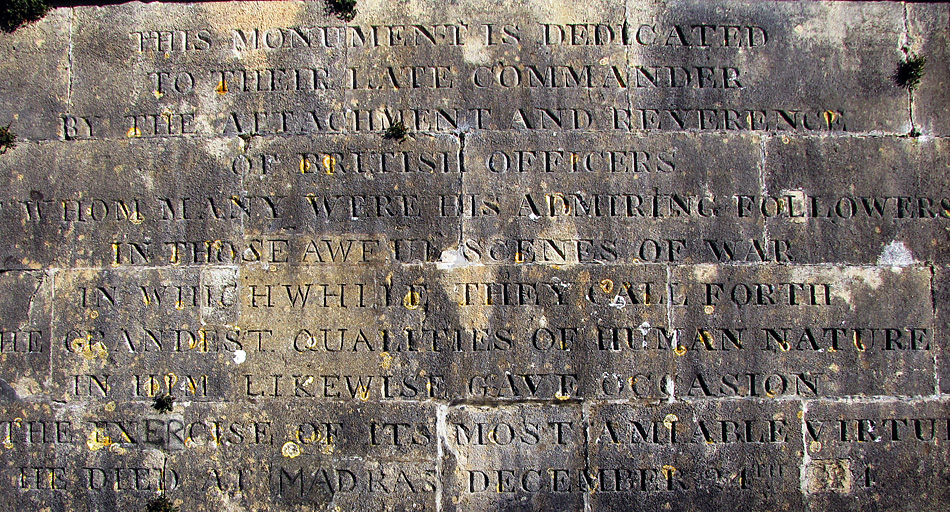 THIS MONUMENT IS DEDICATED
TO THEIR LATE COMMANDER
BY THE ATTACHMENT AND REVERENCE
OF BRITISH OFFICERS
WHOM MANY WERE HIS ADMIRING FOLLOWERS
IN THOSE AWFUL SCENES OF WAR
IN WHICH WHILE THEY CALL FORTH
HE GRANDEST QUALITIES OF HUMAN NATURE
IN HIM LIKEWISE GAVE OCCASION
THE EXERCISE OF ITS MOST AMIABLE VIRTU
HE DIED AT MADRAS DECEMBER 24TH